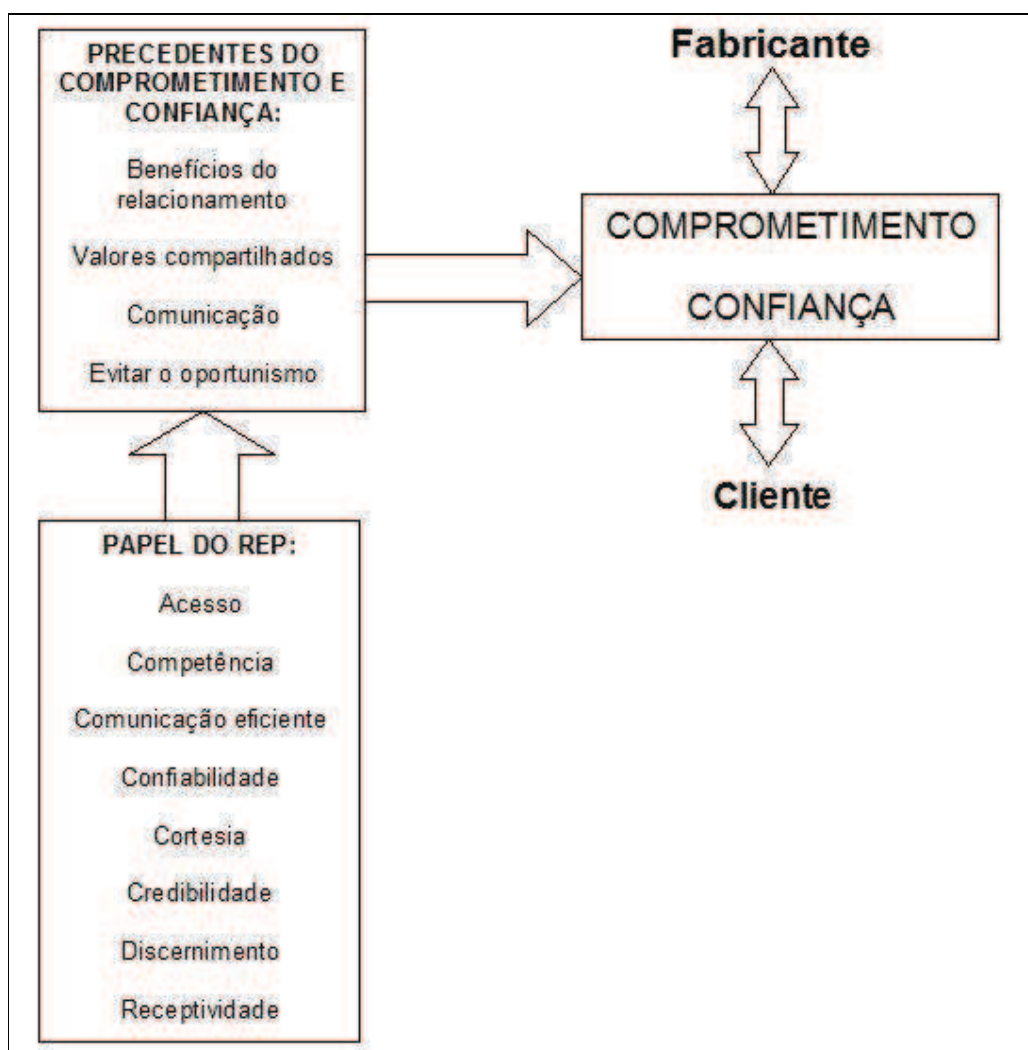 PRECEDENTES DO
COMPROMETIMENTO E
CONFIANÇA:
Benefícios do
relacionamento
Valores compartilhados
Comunicação
Evitar o oportunismo
Fabricante
COMPROMETIMENTO
CONFIANÇA
Cliente
PAPEL DO REP:
Acesso
Competência
Comunicação eficiente
Confiabilidade
Cortesia
Credibilidade
Discernimento
Receptividade